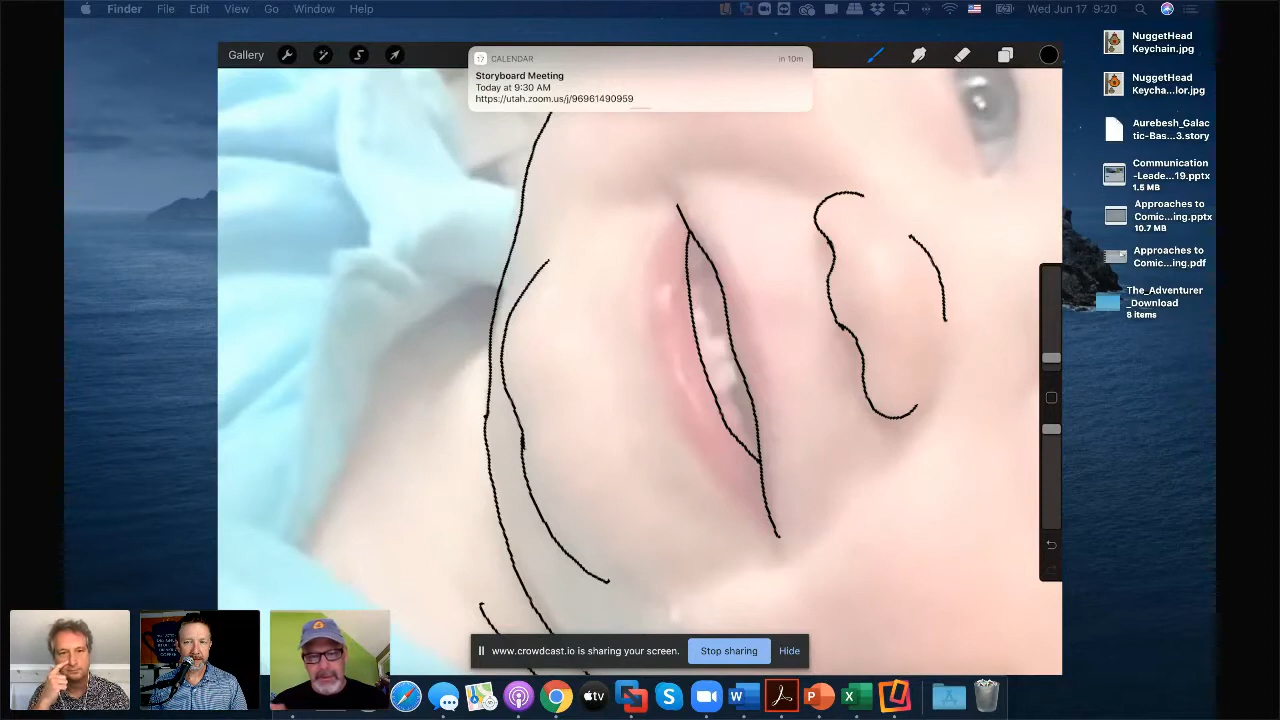 Finder File Edit View Go Window Help
Wed Jun 17 9:20
Gallery
17 CALENDAR in 10m
Storyboard Meeting
Today at 9:30 AM
https://utah.zoom.us/j/96961490959
NuggetHead
Keychain.jpg
NuggetHead
Keycha...lor.jpg
Aurebesh_Galac
tic-Bas...3.story
Communication
-Leade...19.pptx
1.5 MB
Approaches to
Comic...ing.pptx
10.7 MB
Approaches to
Comic...ing.pdf
The_Adventurer
_Download
8 items
www.crowdcast.io is sharing your screen. Stop sharing Hide
tv